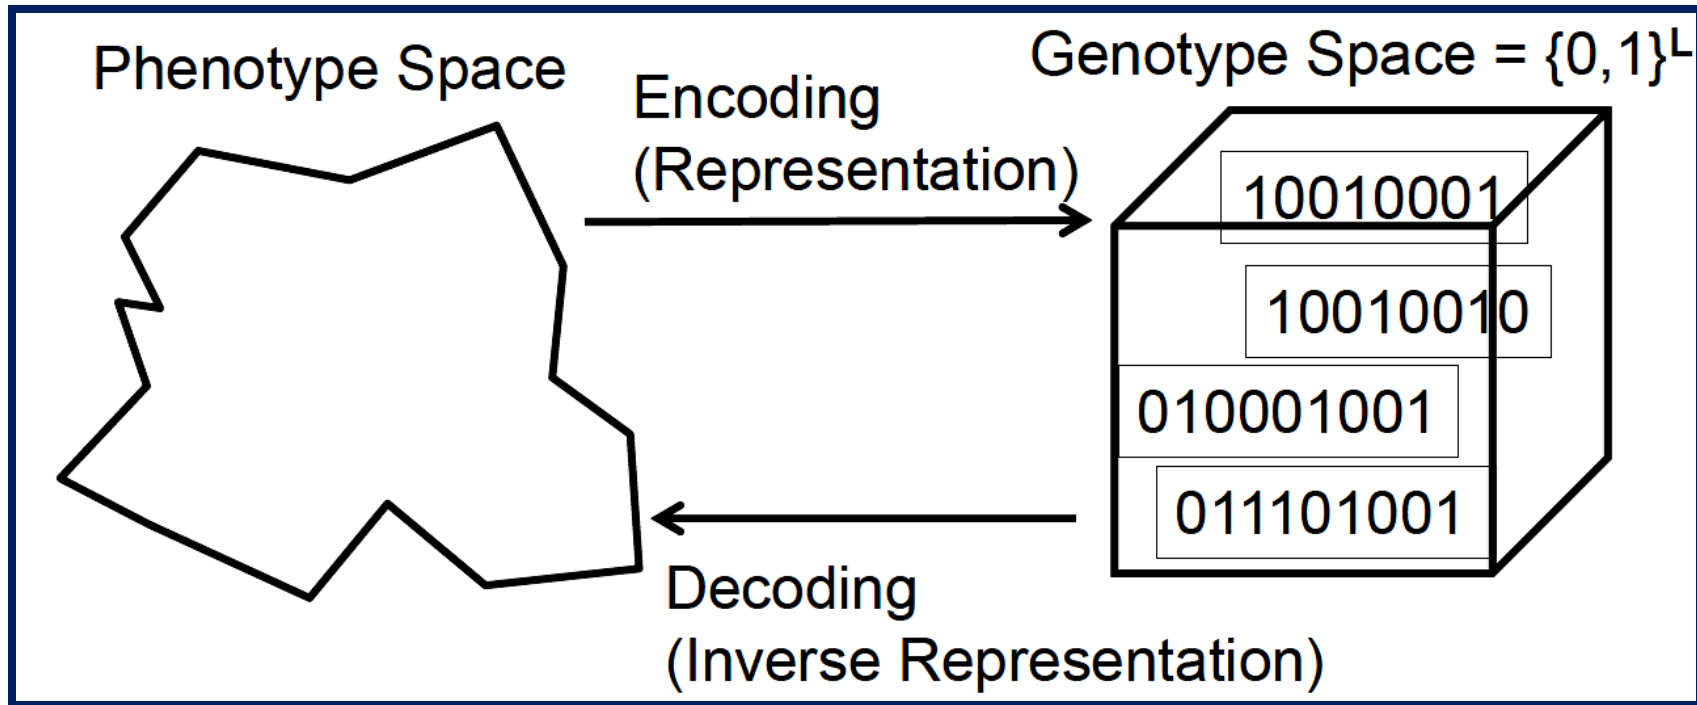 Phenotype Space
Encoding
(Representation)
Genotype Space = {0,1}ᴸ
10010001
10010010
010001001
011101001
Decoding
(Inverse Representation)